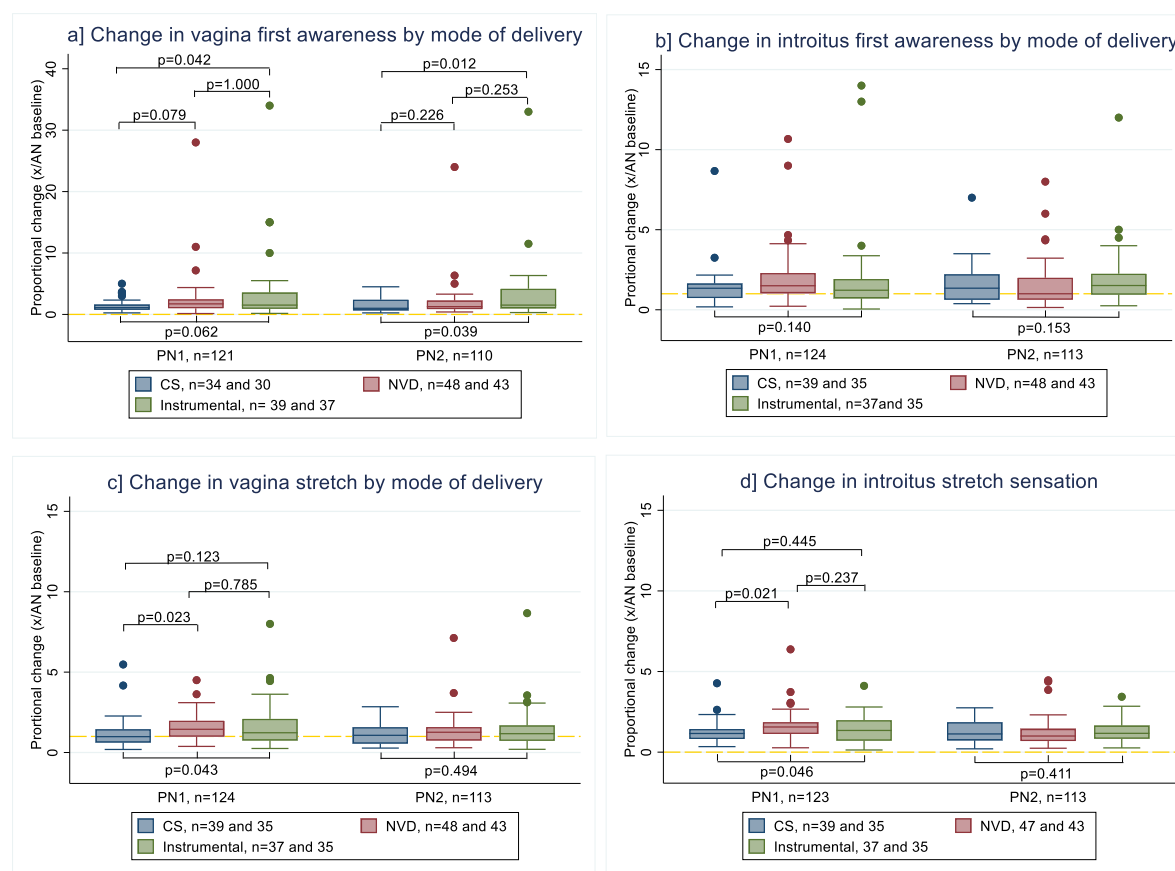 a] Change in vagina first awareness by mode of delivery
Proportional change (x/AN baseline)
40
30
20
10
0
p=0.042
p=1.000
p=0.079
p=0.012
p=0.253
p=0.226
p=0.062
p=0.039
PN1, n=121
PN2, n=110
CS, n=34 and 30
NVD, n=48 and 43
Instrumental, n= 39 and 37
b] Change in introitus first awareness by mode of delivery
Proportional change (x/AN baseline)
15
10
5
0
p=0.140
p=0.153
PN1, n=124
PN2, n=113
CS, n=39 and 35
NVD, n=48 and 43
Instrumental, n=37and 35
c] Change in vagina stretch by mode of delivery
Proportional change (x/AN baseline)
15
10
5
0
p=0.123
p=0.785
p=0.023
p=0.043
p=0.494
PN1, n=124
PN2, n=113
CS, n=39 and 35
NVD, n=48 and 43
Instrumental, n=37 and 35
d] Change in introitus stretch sensation
Proportional change (x/AN baseline)
15
10
5
0
p=0.445
p=0.237
p=0.021
p=0.046
p=0.411
PN1, n=123
PN2, n=113
CS, n=39 and 35
NVD, 47 and 43
Instrumental, 37 and 35